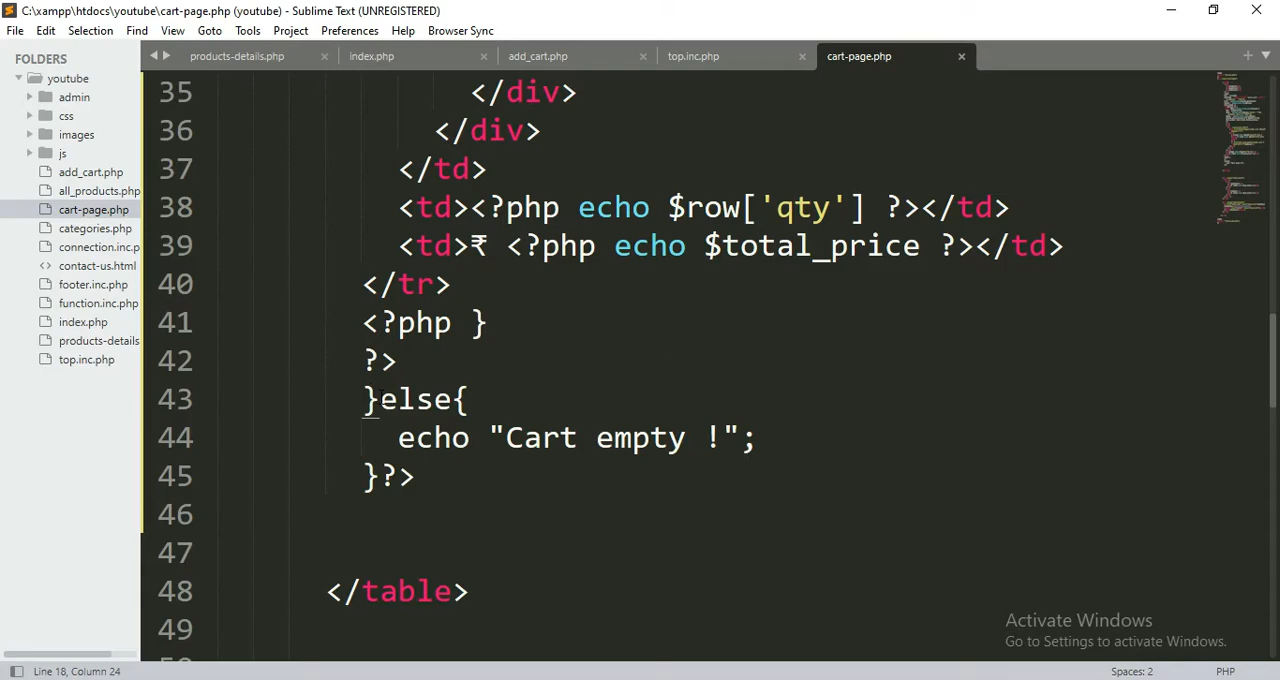 C:\xampp\htdocs\youtube\cart-page.php (youtube) - Sublime Text (UNREGISTERED)
File Edit Selection Find View Goto Tools Project Preferences Help Browser Sync
FOLDERS
youtube
admin
css
images
js
add_cart.php
all_products.php
cart-page.php
categories.php
connection.inc.p
contact-us.html
footer.inc.php
function.inc.php
index.php
products-details
top.inc.php
products-details.php index.php add_cart.php top.inc.php cart-page.php
35 </div>
36 </div>
37 </td>
38 <td><?php echo $row['qty'] ?></td>
39 <td>₹ <?php echo $total_price ?></td>
40 </tr>
41 <?php }
42 ?>
43 }else{
44 echo "Cart empty !";
45 }?>
46
47
48 </table>
49
Activate Windows
Go to Settings to activate Windows.
Line 18, Column 24
Spaces: 2
PHP